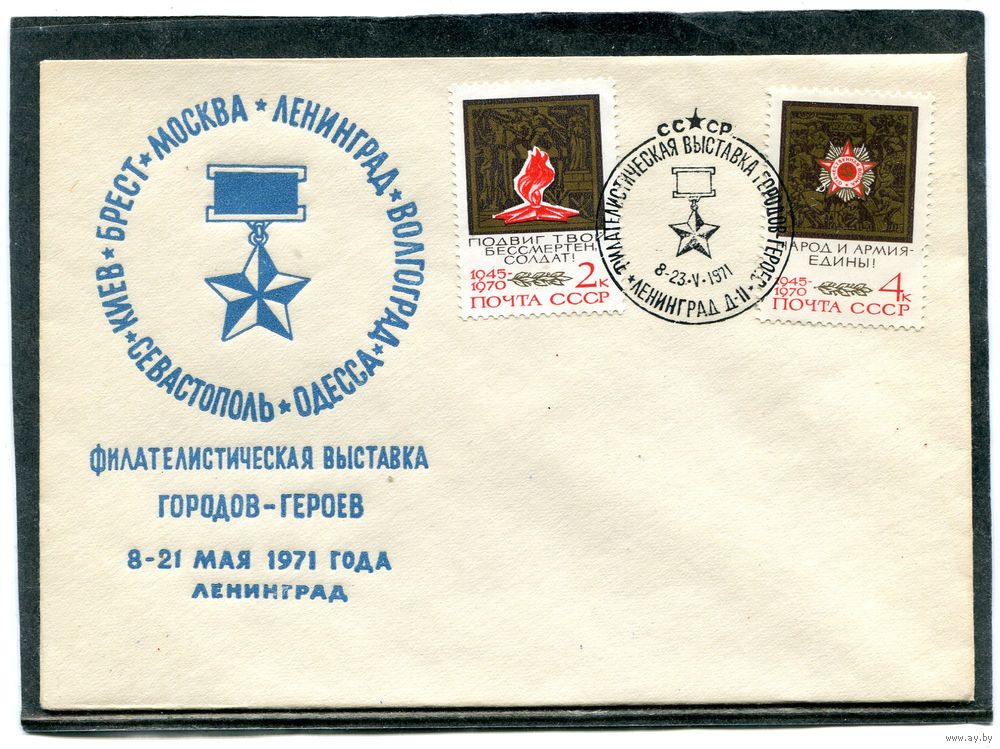 КИЕВ ★ БРЕСТ ★ МОСКВА ★ ЛЕНИНГРАД ★ ВОЛГОГРАД ★ ОДЕССА ★ СЕВАСТОПОЛЬ ★
ФИЛАТЕЛИСТИЧЕСКАЯ ВЫСТАВКА
ГОРОДОВ-ГЕРОЕВ
8-21 МАЯ 1971 ГОДА
ЛЕНИНГРАД
ПОДВИГ ТВОЙ
БЕССМЕРТЕН,
СОЛДАТ!
1945-
1970
2к
ПОЧТА СССР
СС★СР
ФИЛАТЕЛИСТИЧЕСКАЯ ВЫСТАВКА ГОРОДОВ-ГЕРОЕВ
8-23·V·1971
ЛЕНИНГРАД Д-11
НАРОД И АРМИЯ-
ЕДИНЫ!
1945-
1970
4к
ПОЧТА СССР
www.ay.by